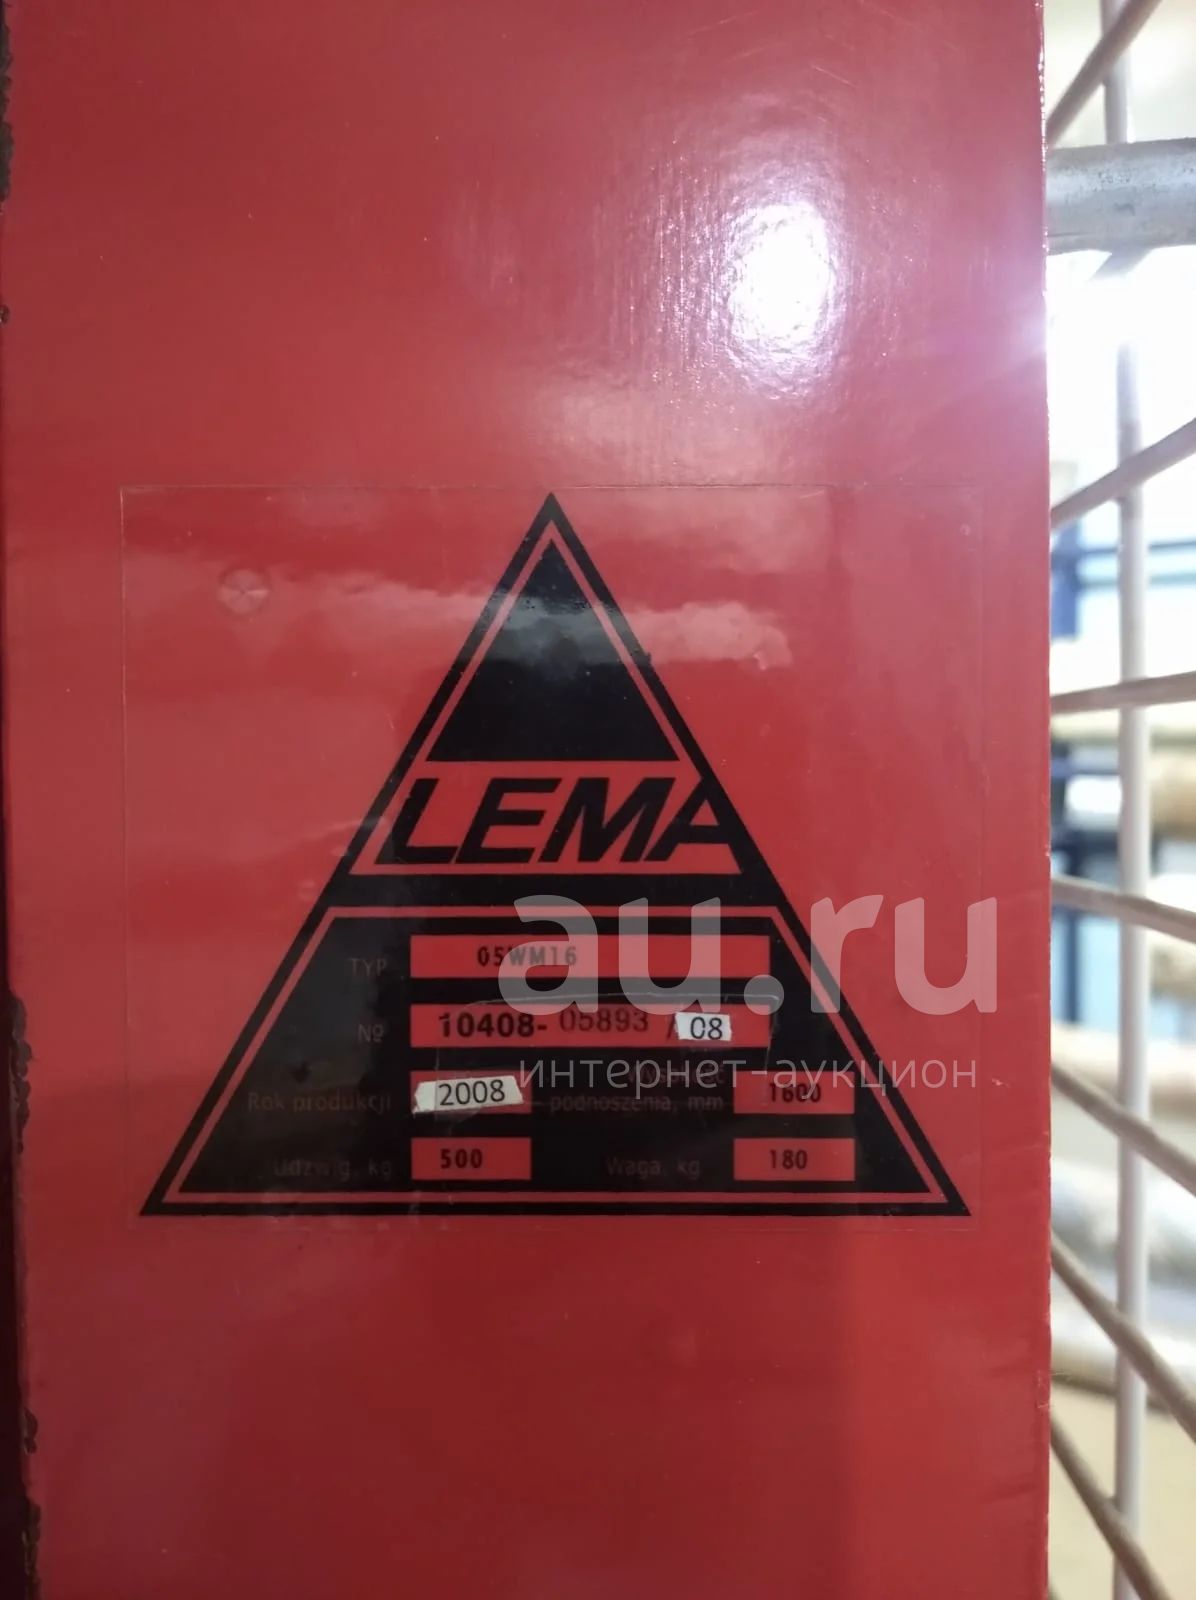 LEMA
au.ru
TYP 05WM16
№ 10408- 05893 / 08
интернет-аукцион
Rok produkcji 2008 - podnoszenia, mm 1600
Udźwig, kg 500 Waga, kg 180